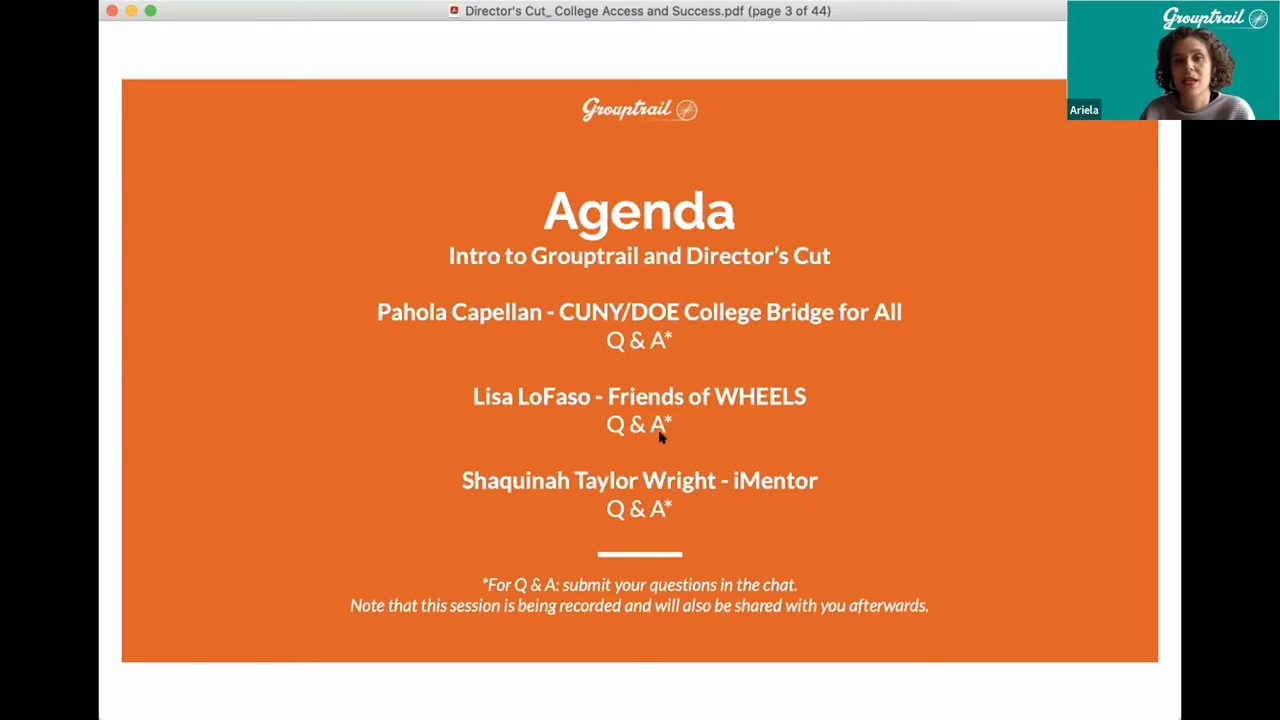 Director's Cut_ College Access and Success.pdf (page 3 of 44)
Grouptrail
Ariela
Grouptrail
Agenda
Intro to Grouptrail and Director's Cut
Pahola Capellan - CUNY/DOE College Bridge for All
Q & A*
Lisa LoFaso - Friends of WHEELS
Q & A*
Shaquinah Taylor Wright - iMentor
Q & A*
*For Q & A: submit your questions in the chat.
Note that this session is being recorded and will also be shared with you afterwards.